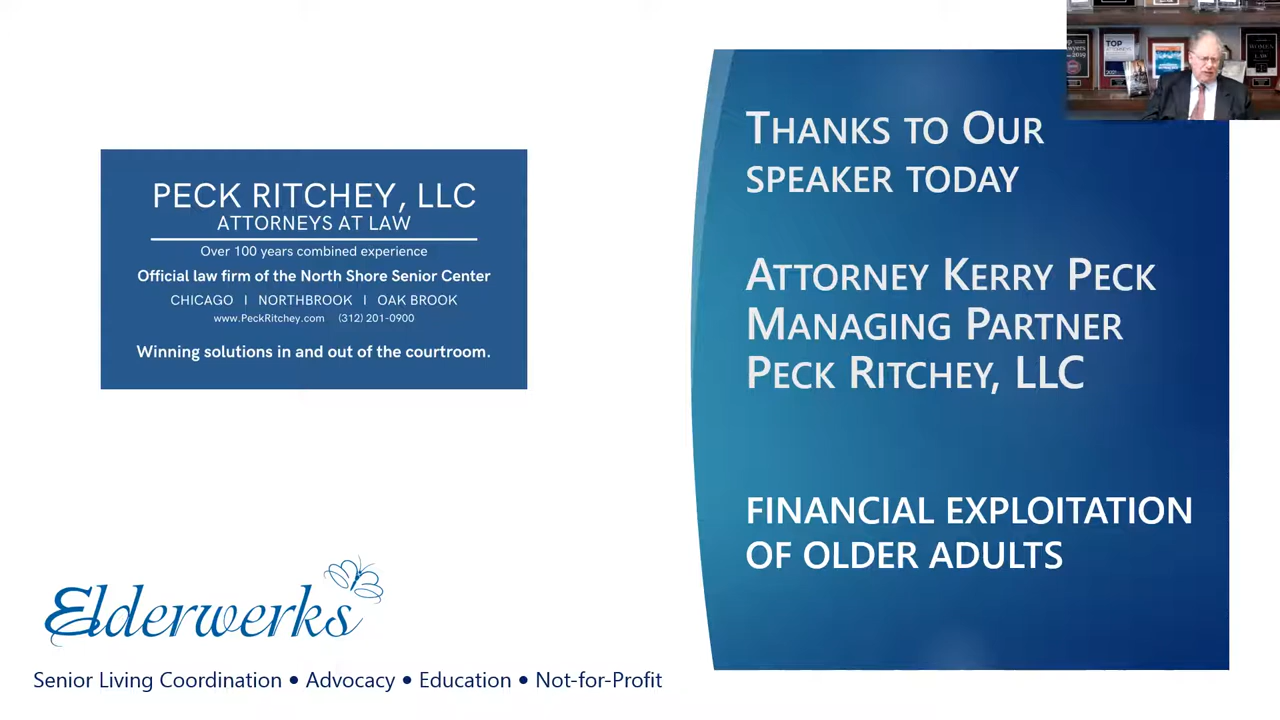 PECK RITCHEY, LLC
ATTORNEYS AT LAW
Over 100 years combined experience
Official law firm of the North Shore Senior Center
CHICAGO I NORTHBROOK I OAK BROOK
www.PeckRitchey.com (312) 201-0900
Winning solutions in and out of the courtroom.
Elderwerks
Senior Living Coordination • Advocacy • Education • Not-for-Profit
THANKS TO OUR
SPEAKER TODAY
ATTORNEY KERRY PECK
MANAGING PARTNER
PECK RITCHEY, LLC
FINANCIAL EXPLOITATION
OF OLDER ADULTS
TOP